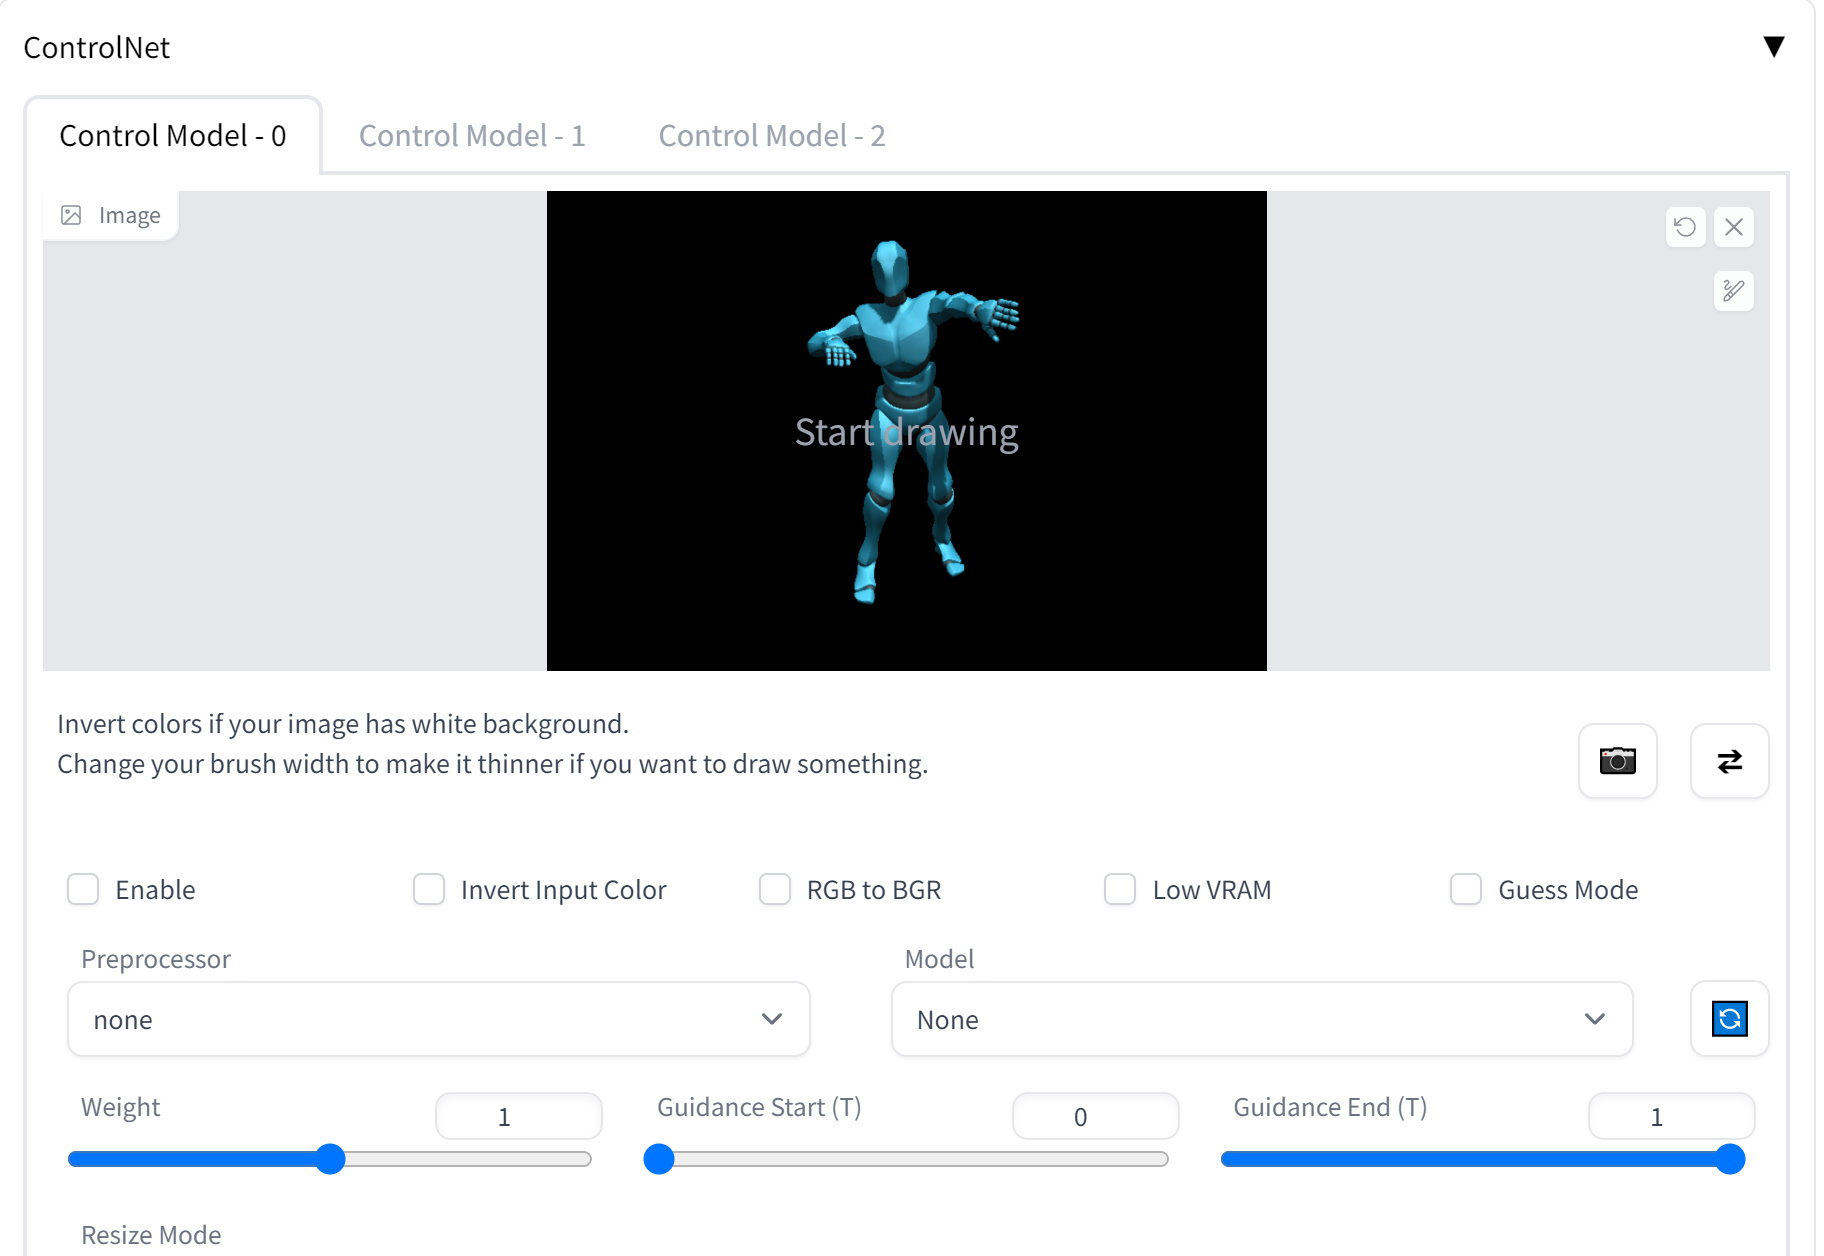 ControlNet
Control Model - 0
Control Model - 1
Control Model - 2
Image
Start drawing
Invert colors if your image has white background.
Change your brush width to make it thinner if you want to draw something.
Enable
Invert Input Color
RGB to BGR
Low VRAM
Guess Mode
Preprocessor
Model
none
None
Weight
1
Guidance Start (T)
0
Guidance End (T)
1
Resize Mode